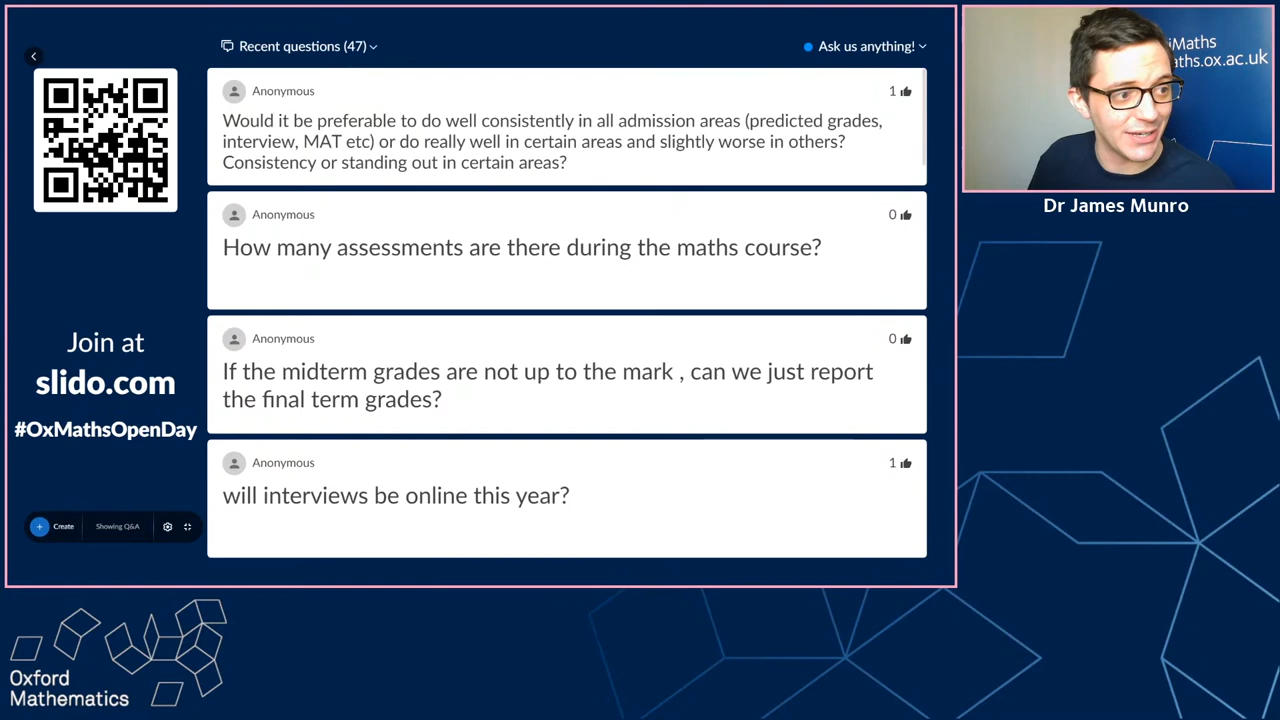 Recent questions (47)
Ask us anything!
Anonymous
1
Would it be preferable to do well consistently in all admission areas (predicted grades,
interview, MAT etc) or do really well in certain areas and slightly worse in others?
Consistency or standing out in certain areas?
Anonymous
0
How many assessments are there during the maths course?
Anonymous
0
If the midterm grades are not up to the mark , can we just report
the final term grades?
Anonymous
1
will interviews be online this year?
Join at
slido.com
#OxMathsOpenDay
+ Create
Showing Q&A
iMaths
aths.ox.ac.uk
Dr James Munro
Oxford
Mathematics